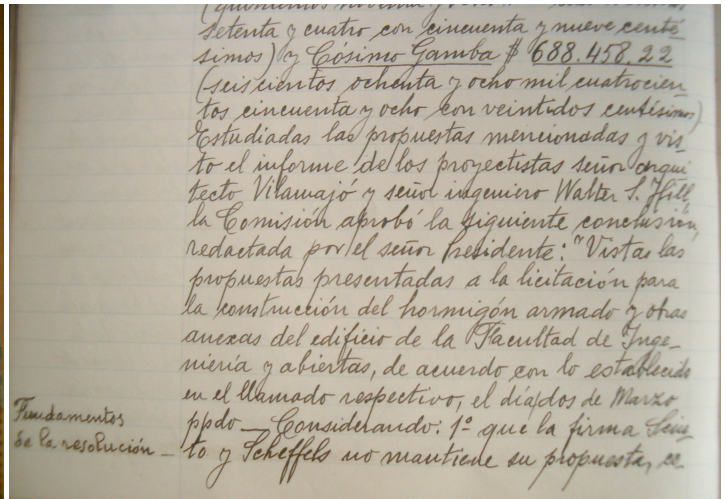 setenta y cuatro con cincuenta y nueve centé
simos) y Cósimo Gamba $ 688.458.22
(seiscientos ochenta y ocho mil cuatrocien
tos cincuenta y ocho con veintidos centésimos)
Estudiadas las propuestas mencionadas y vis
to el informe de los proyectistas señor arqui
tecto Vilamajó y señor ingeniero Walter S. Hill,
la Comisión aprobó la siguiente conclusión,
redactada por el señor Presidente: "Vistas las
propuestas presentadas a la licitación para
la construcción del hormigón armado y obras
anexas del edificio de la Facultad de Inge-
niería y abiertas, de acuerdo con lo establecido
en el llamado respectivo, el día dos de Marzo
ppdo — Considerando: 1º que la firma
to y Scheffels no mantiene su propuesta,
Fundamentos
de la resolución —